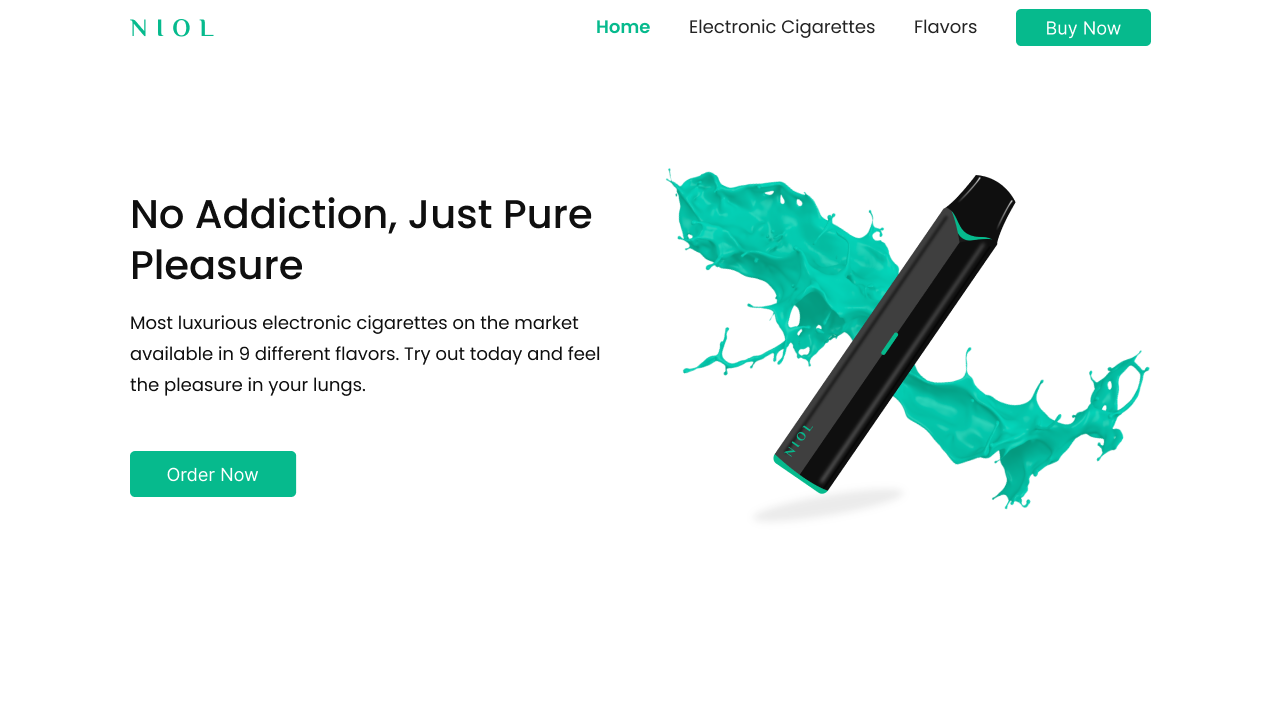 NIOL
Home
Electronic Cigarettes
Flavors
Buy Now
No Addiction, Just Pure
Pleasure
Most luxurious electronic cigarettes on the market
available in 9 different flavors. Try out today and feel
the pleasure in your lungs.
Order Now
NIOL